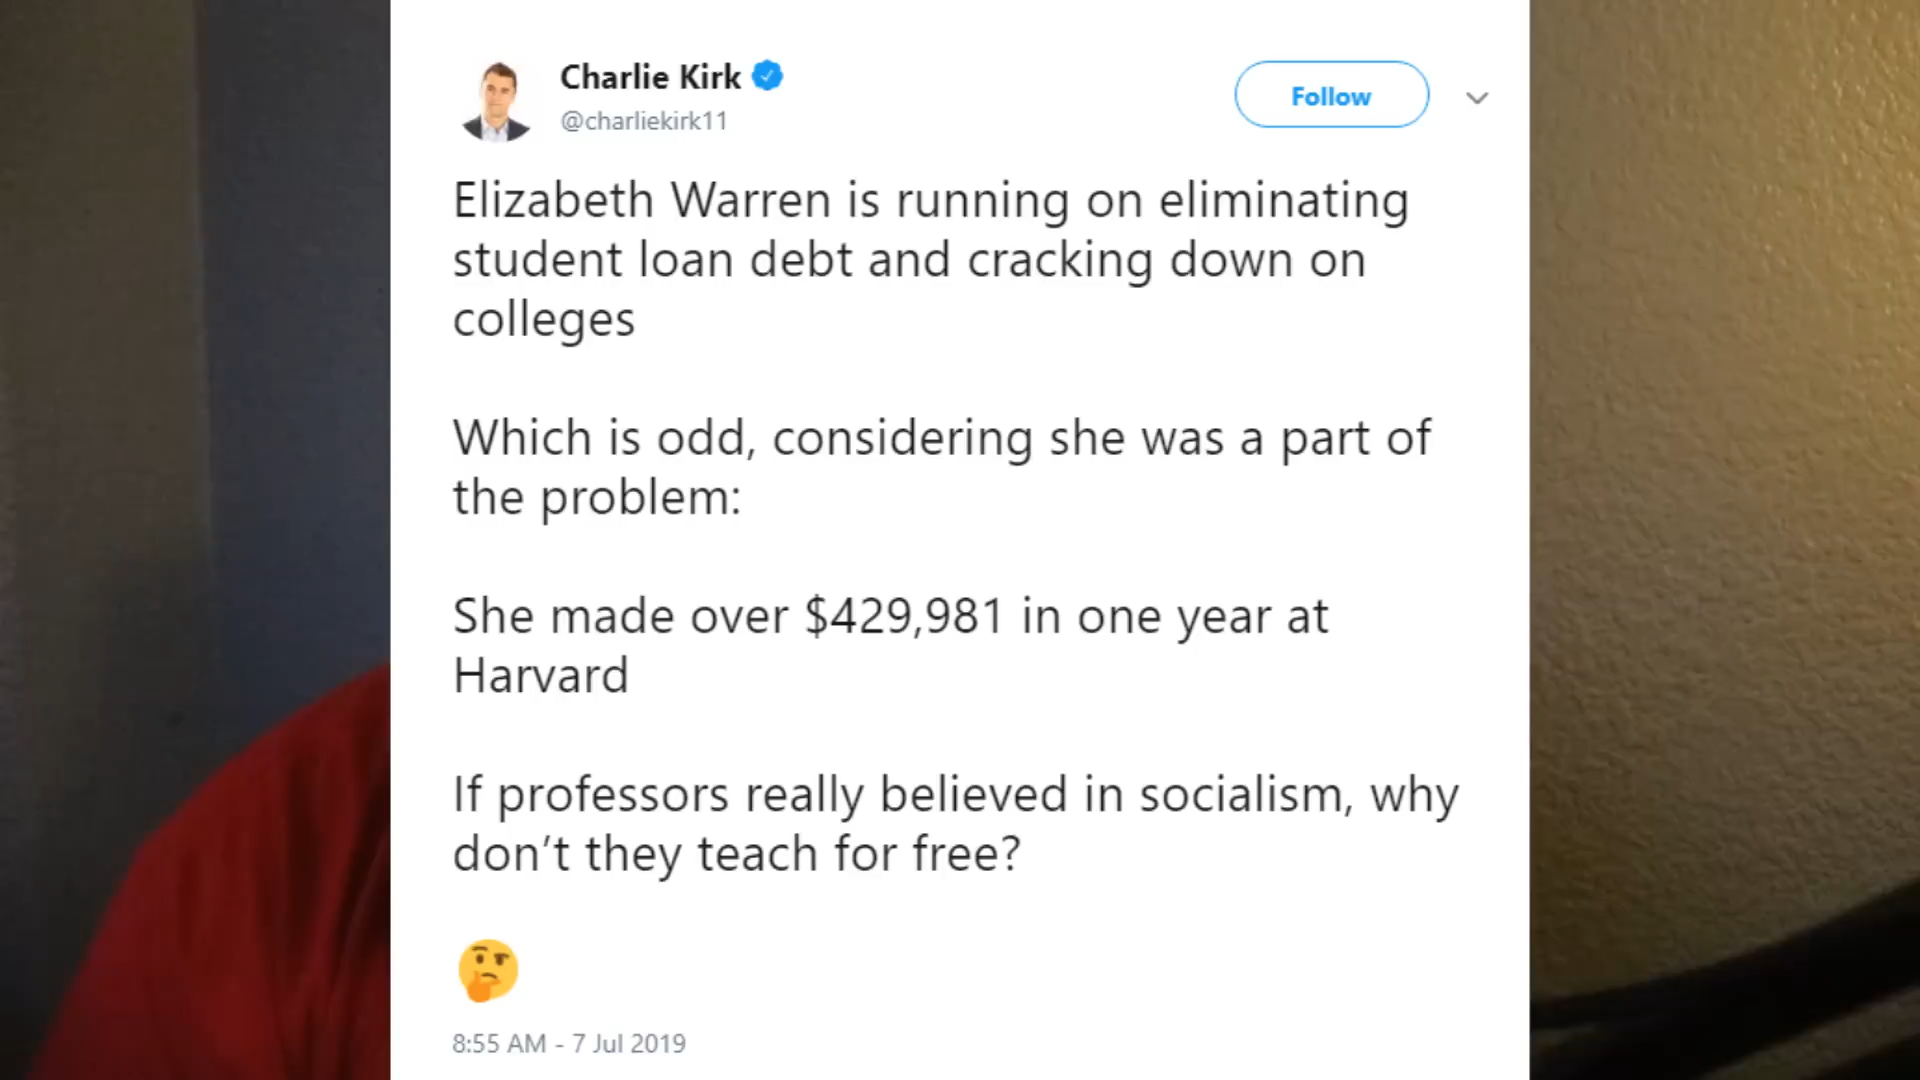 Charlie Kirk
@charliekirk11
Follow
Elizabeth Warren is running on eliminating
student loan debt and cracking down on
colleges
Which is odd, considering she was a part of
the problem:
She made over $429,981 in one year at
Harvard
If professors really believed in socialism, why
don’t they teach for free?
8:55 AM - 7 Jul 2019